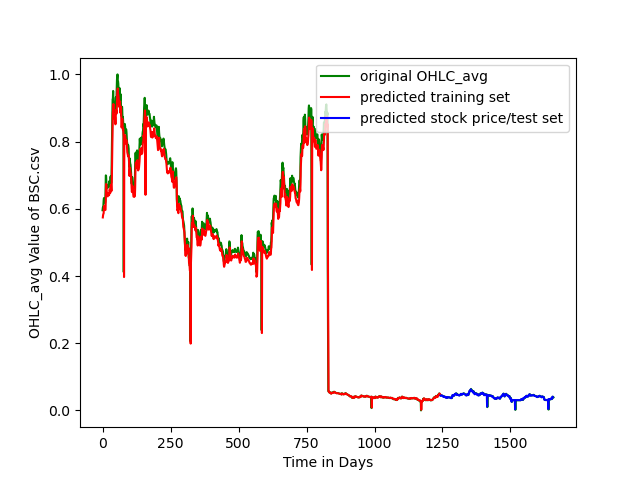 original OHLC_avg
predicted training set
predicted stock price/test set
OHLC_avg Value of BSC.csv
1.0
0.8
0.6
0.4
0.2
0.0
0 250 500 750 1000 1250 1500
Time in Days